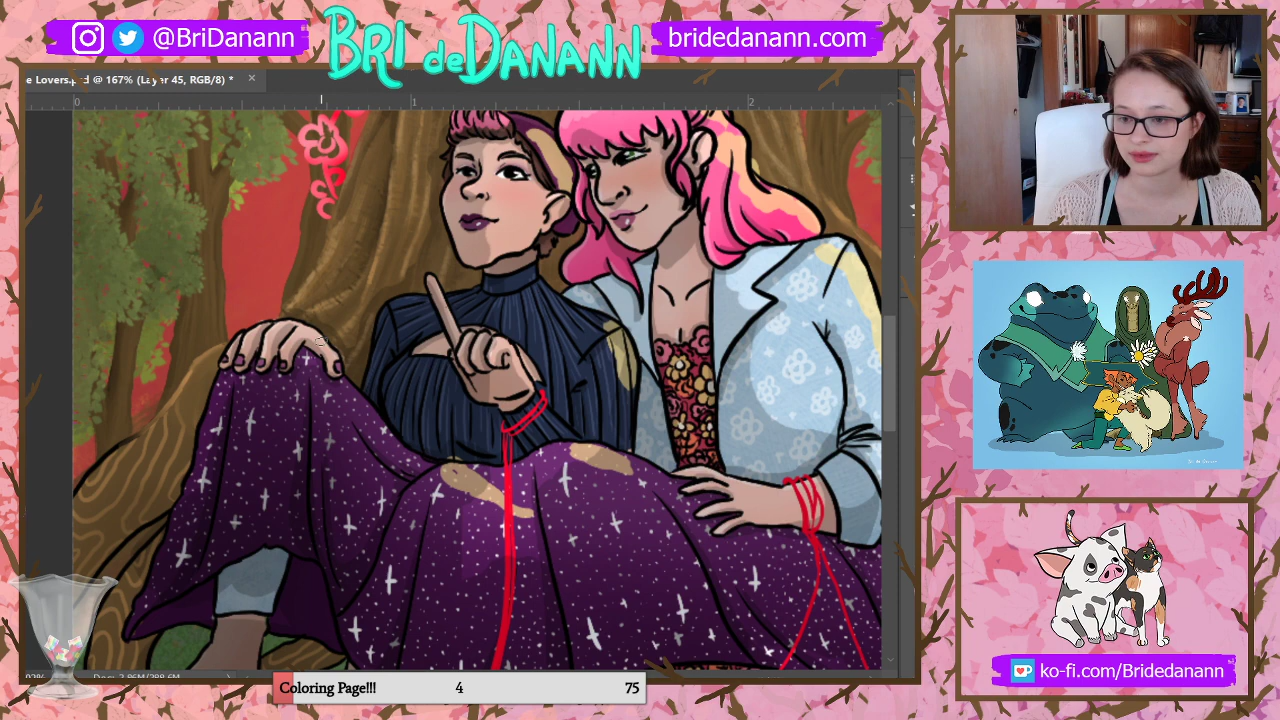 @BriDanann
BRI deDANANN
bridedanann.com
e Lovers.psd @ 167% (Layer 45, RGB/8) * ×
0 1 2
Coloring Page!!! 4 75
ko-fi.com/Bridedanann